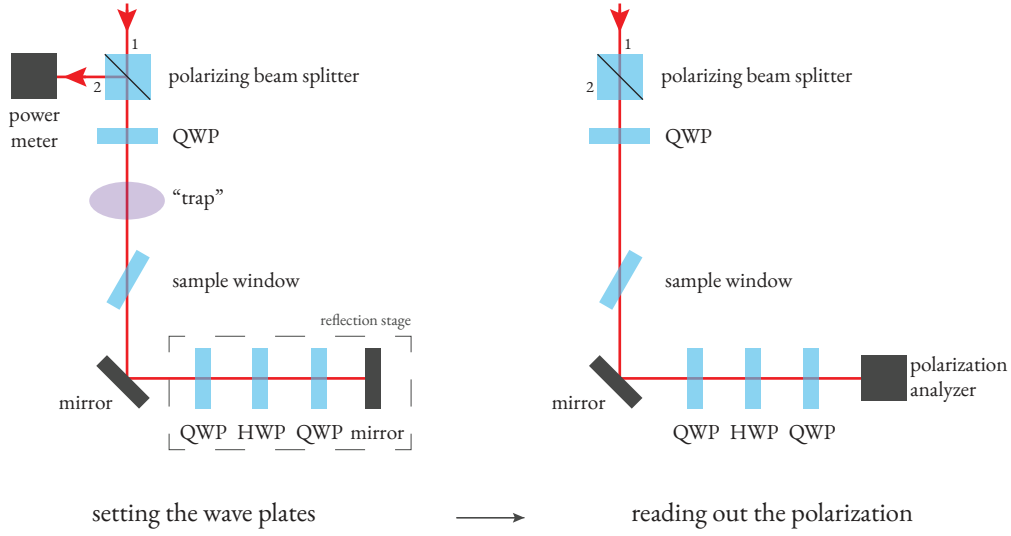 1
2
polarizing beam splitter
power
meter
QWP
“trap”
sample window
reflection stage
mirror
QWP
HWP
QWP
mirror
setting the wave plates
1
2
polarizing beam splitter
QWP
sample window
mirror
QWP
HWP
QWP
polarization
analyzer
reading out the polarization